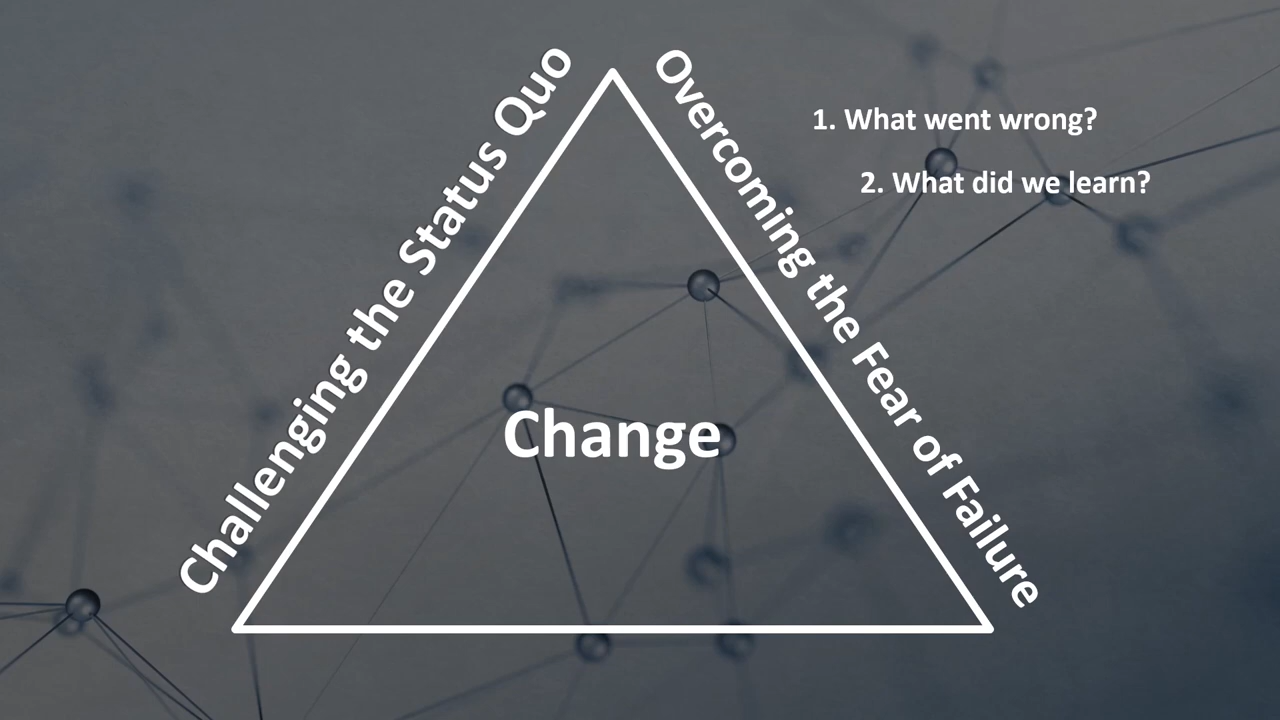 Challenging the Status Quo
Overcoming the Fear of Failure
1. What went wrong?
2. What did we learn?
Change